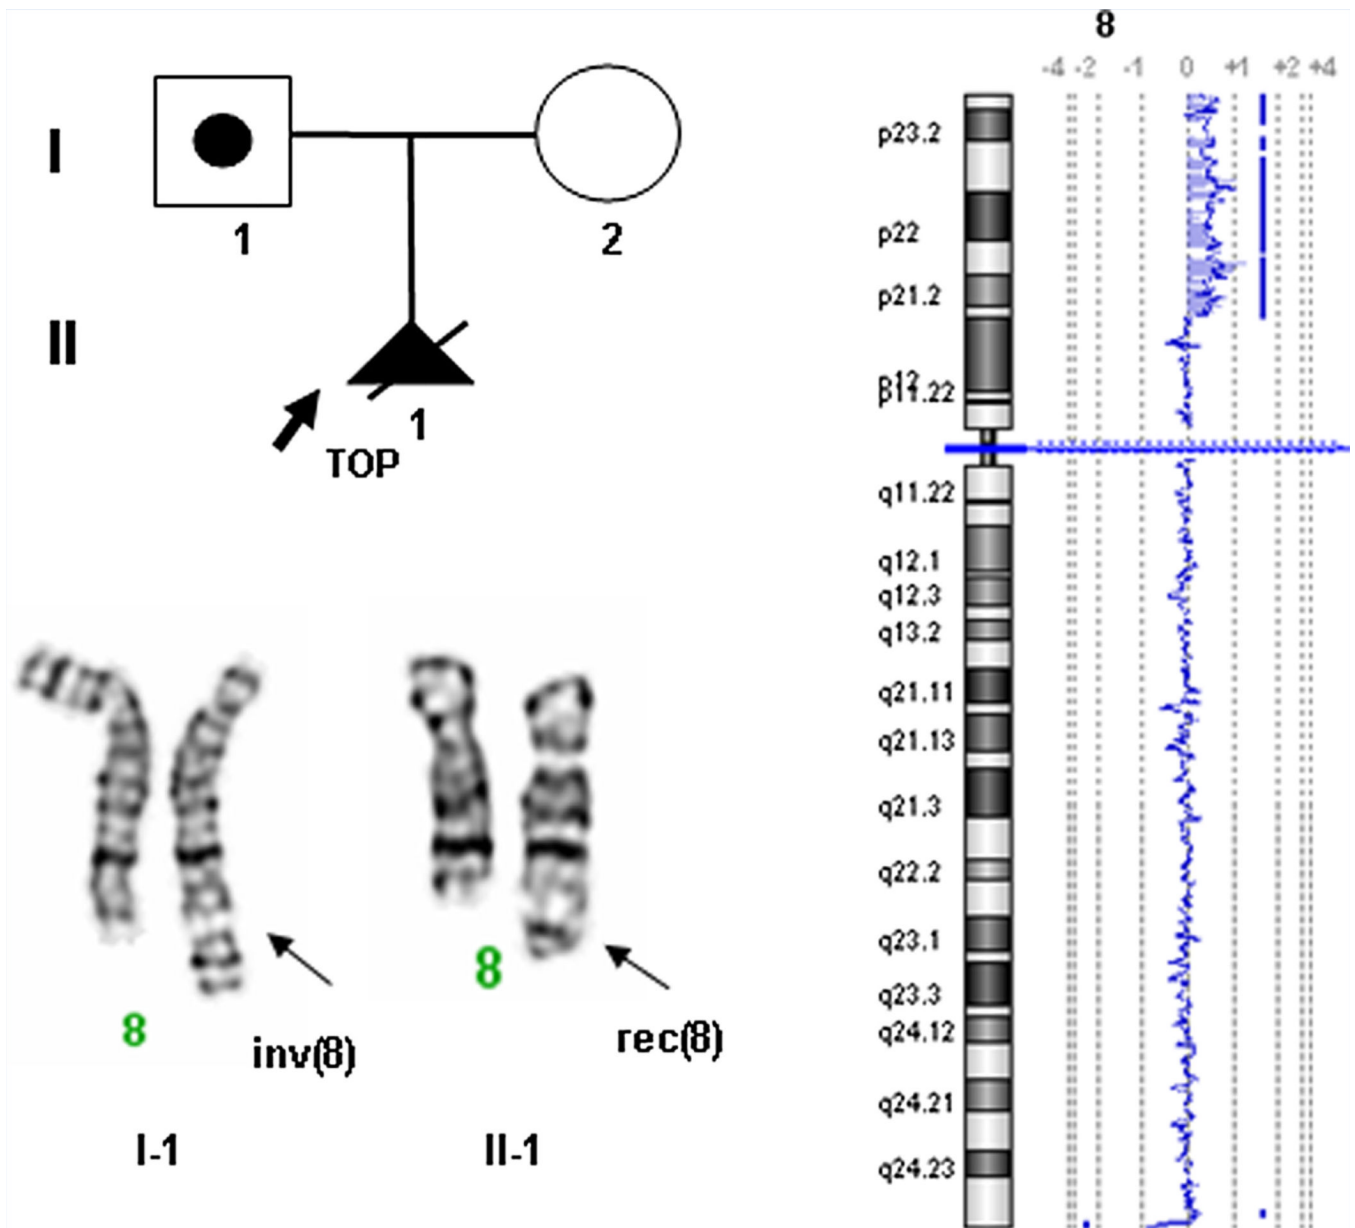 I
1
2
II
1
TOP
8
inv(8)
8
rec(8)
I-1
II-1
8
-4 -2 -1 0 +1 +2 +4
p23.2
p22
p21.2
p12
p11.22
q11.22
q12.1
q12.3
q13.2
q21.11
q21.13
q21.3
q22.2
q23.1
q23.3
q24.12
q24.21
q24.23